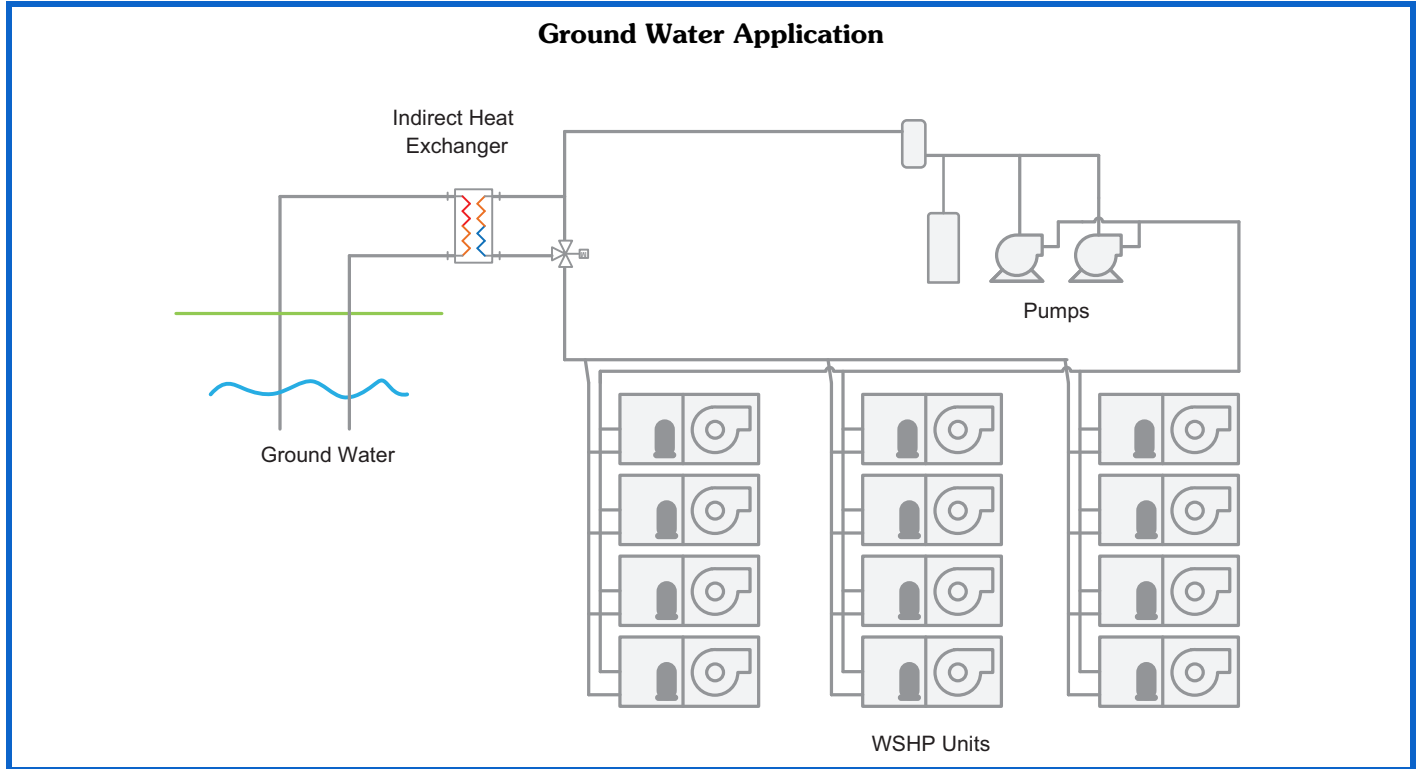 Ground Water Application
Indirect Heat
Exchanger
Pumps
Ground Water
WSHP Units